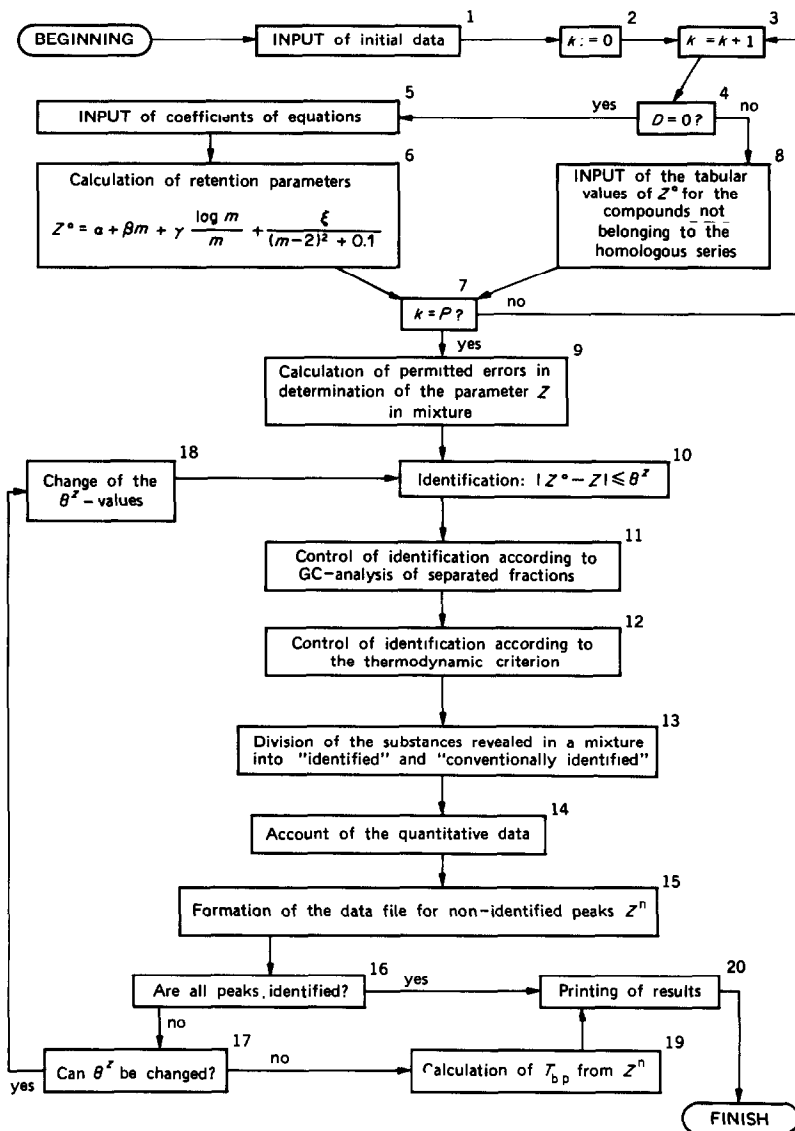 1
2
3
BEGINNING
INPUT of initial data
k := 0
k = k + 1
5
4
INPUT of coefficients of equations
yes
D = 0?
no
6
8
Calculation of retention parameters
Z° = α + βm + γ log m / m + ξ / ((m−2)² + 0.1)
INPUT of the tabular
values of Z° for the
compounds not
belonging to the
homologous series
7
k = P?
no
yes
9
Calculation of permitted errors in
determination of the parameter Z
in mixture
18
10
Change of the
θᶻ−values
Identification: |Z°−Z| ≤ θᶻ
11
Control of identification according to
GC−analysis of separated fractions
12
Control of identification according to
the thermodynamic criterion
13
Division of the substances revealed in a mixture
into "identified" and "conventionally identified"
14
Account of the quantitative data
15
Formation of the data file for non-identified peaks Zⁿ
16
20
Are all peaks identified?
yes
Printing of results
no
17
19
Can θᶻ be changed?
no
Calculation of T_bp from Zⁿ
yes
FINISH